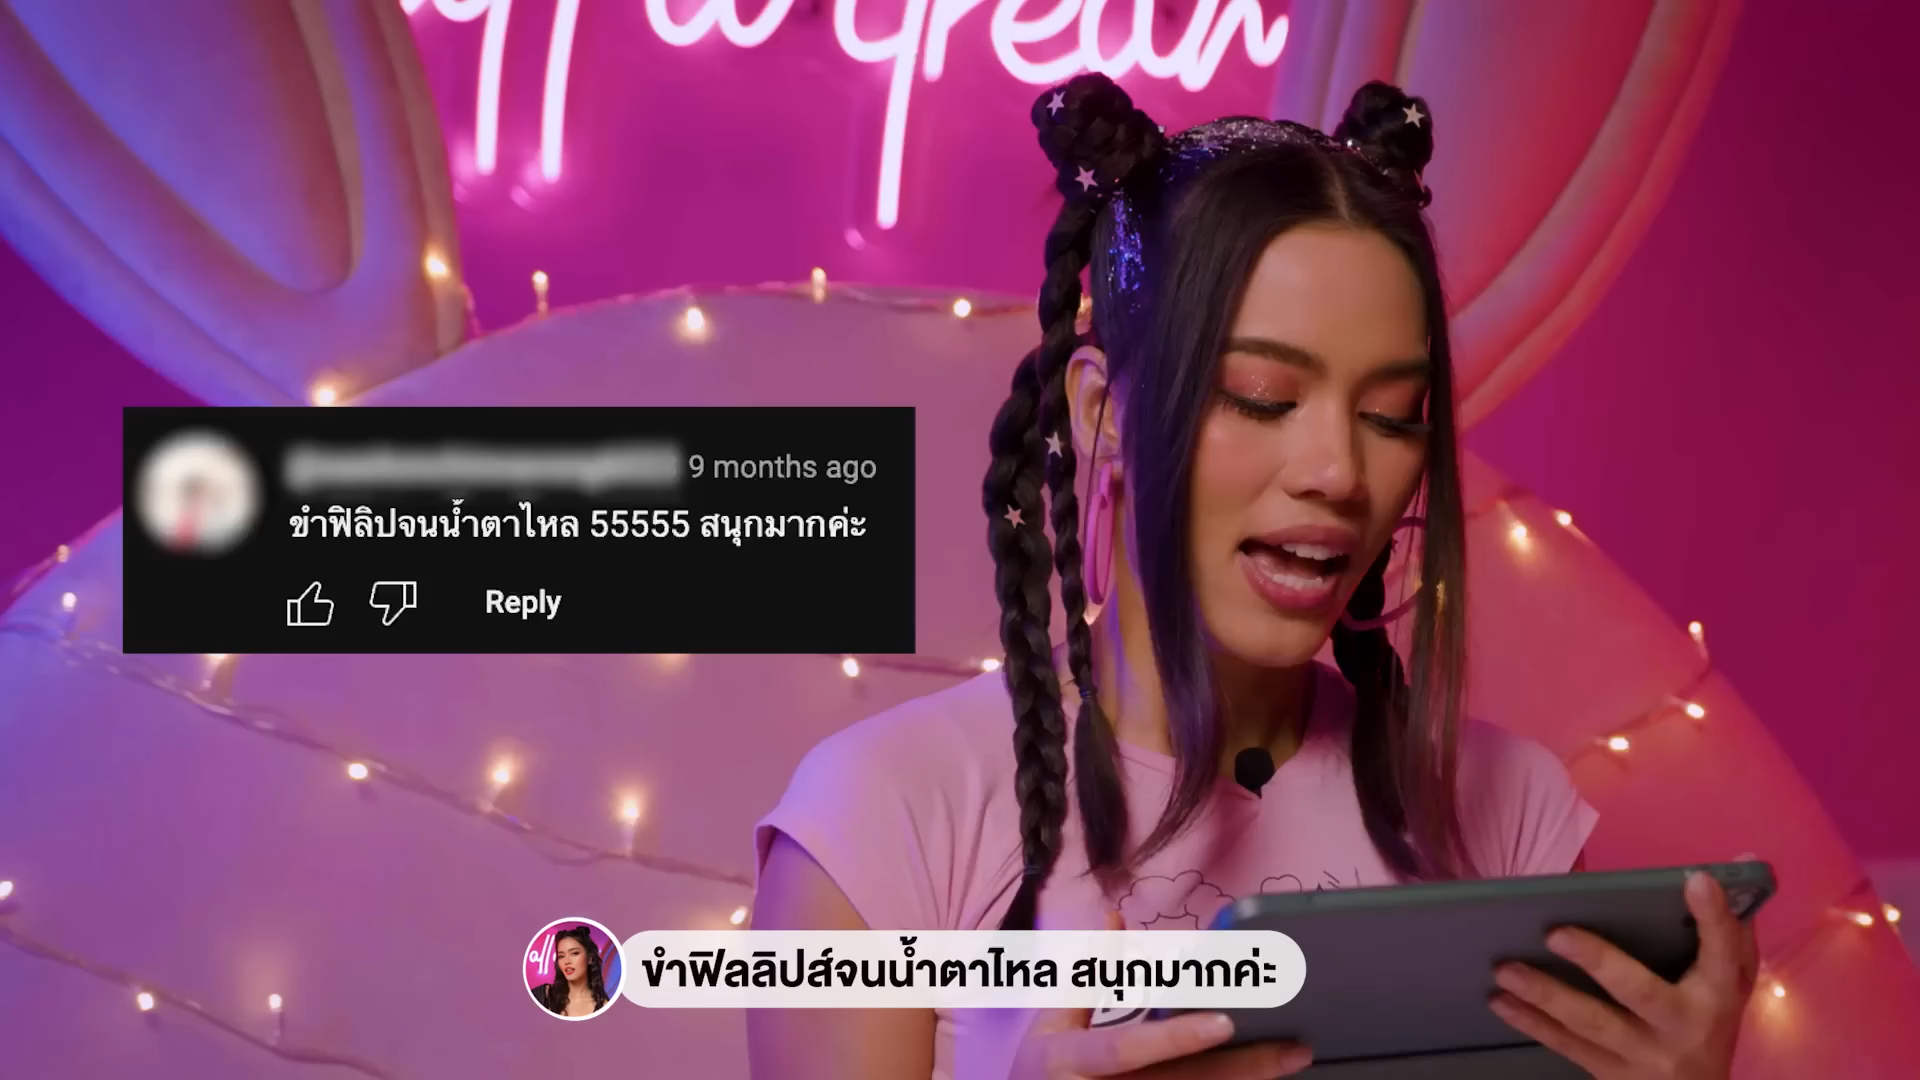 all a dream
9 months ago
ขำฟิลิปจนน้ำตาไหล 55555 สนุกมากค่ะ
Reply
ขำฟิลลิปส์จนน้ำตาไหล สนุกมากค่ะ